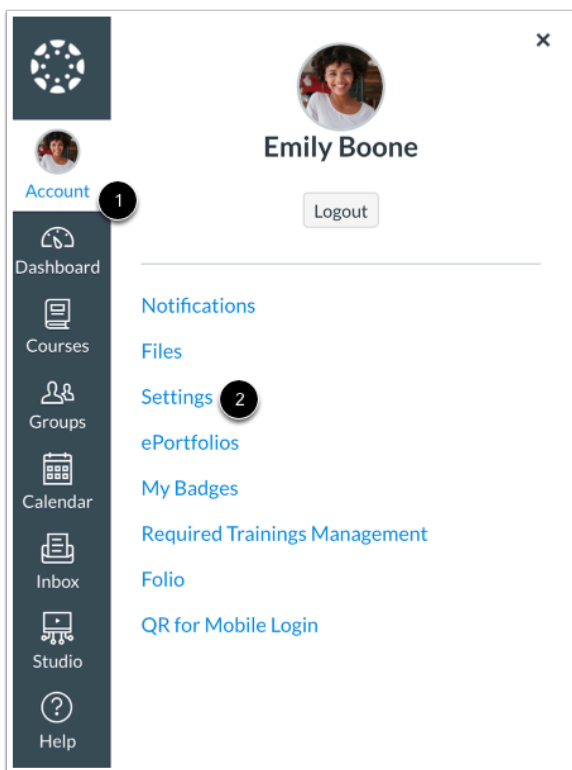 ×
Emily Boone
Logout
Account 1
Dashboard
Courses
Groups
Calendar
Inbox
Studio
Help
Notifications
Files
Settings 2
ePortfolios
My Badges
Required Trainings Management
Folio
QR for Mobile Login